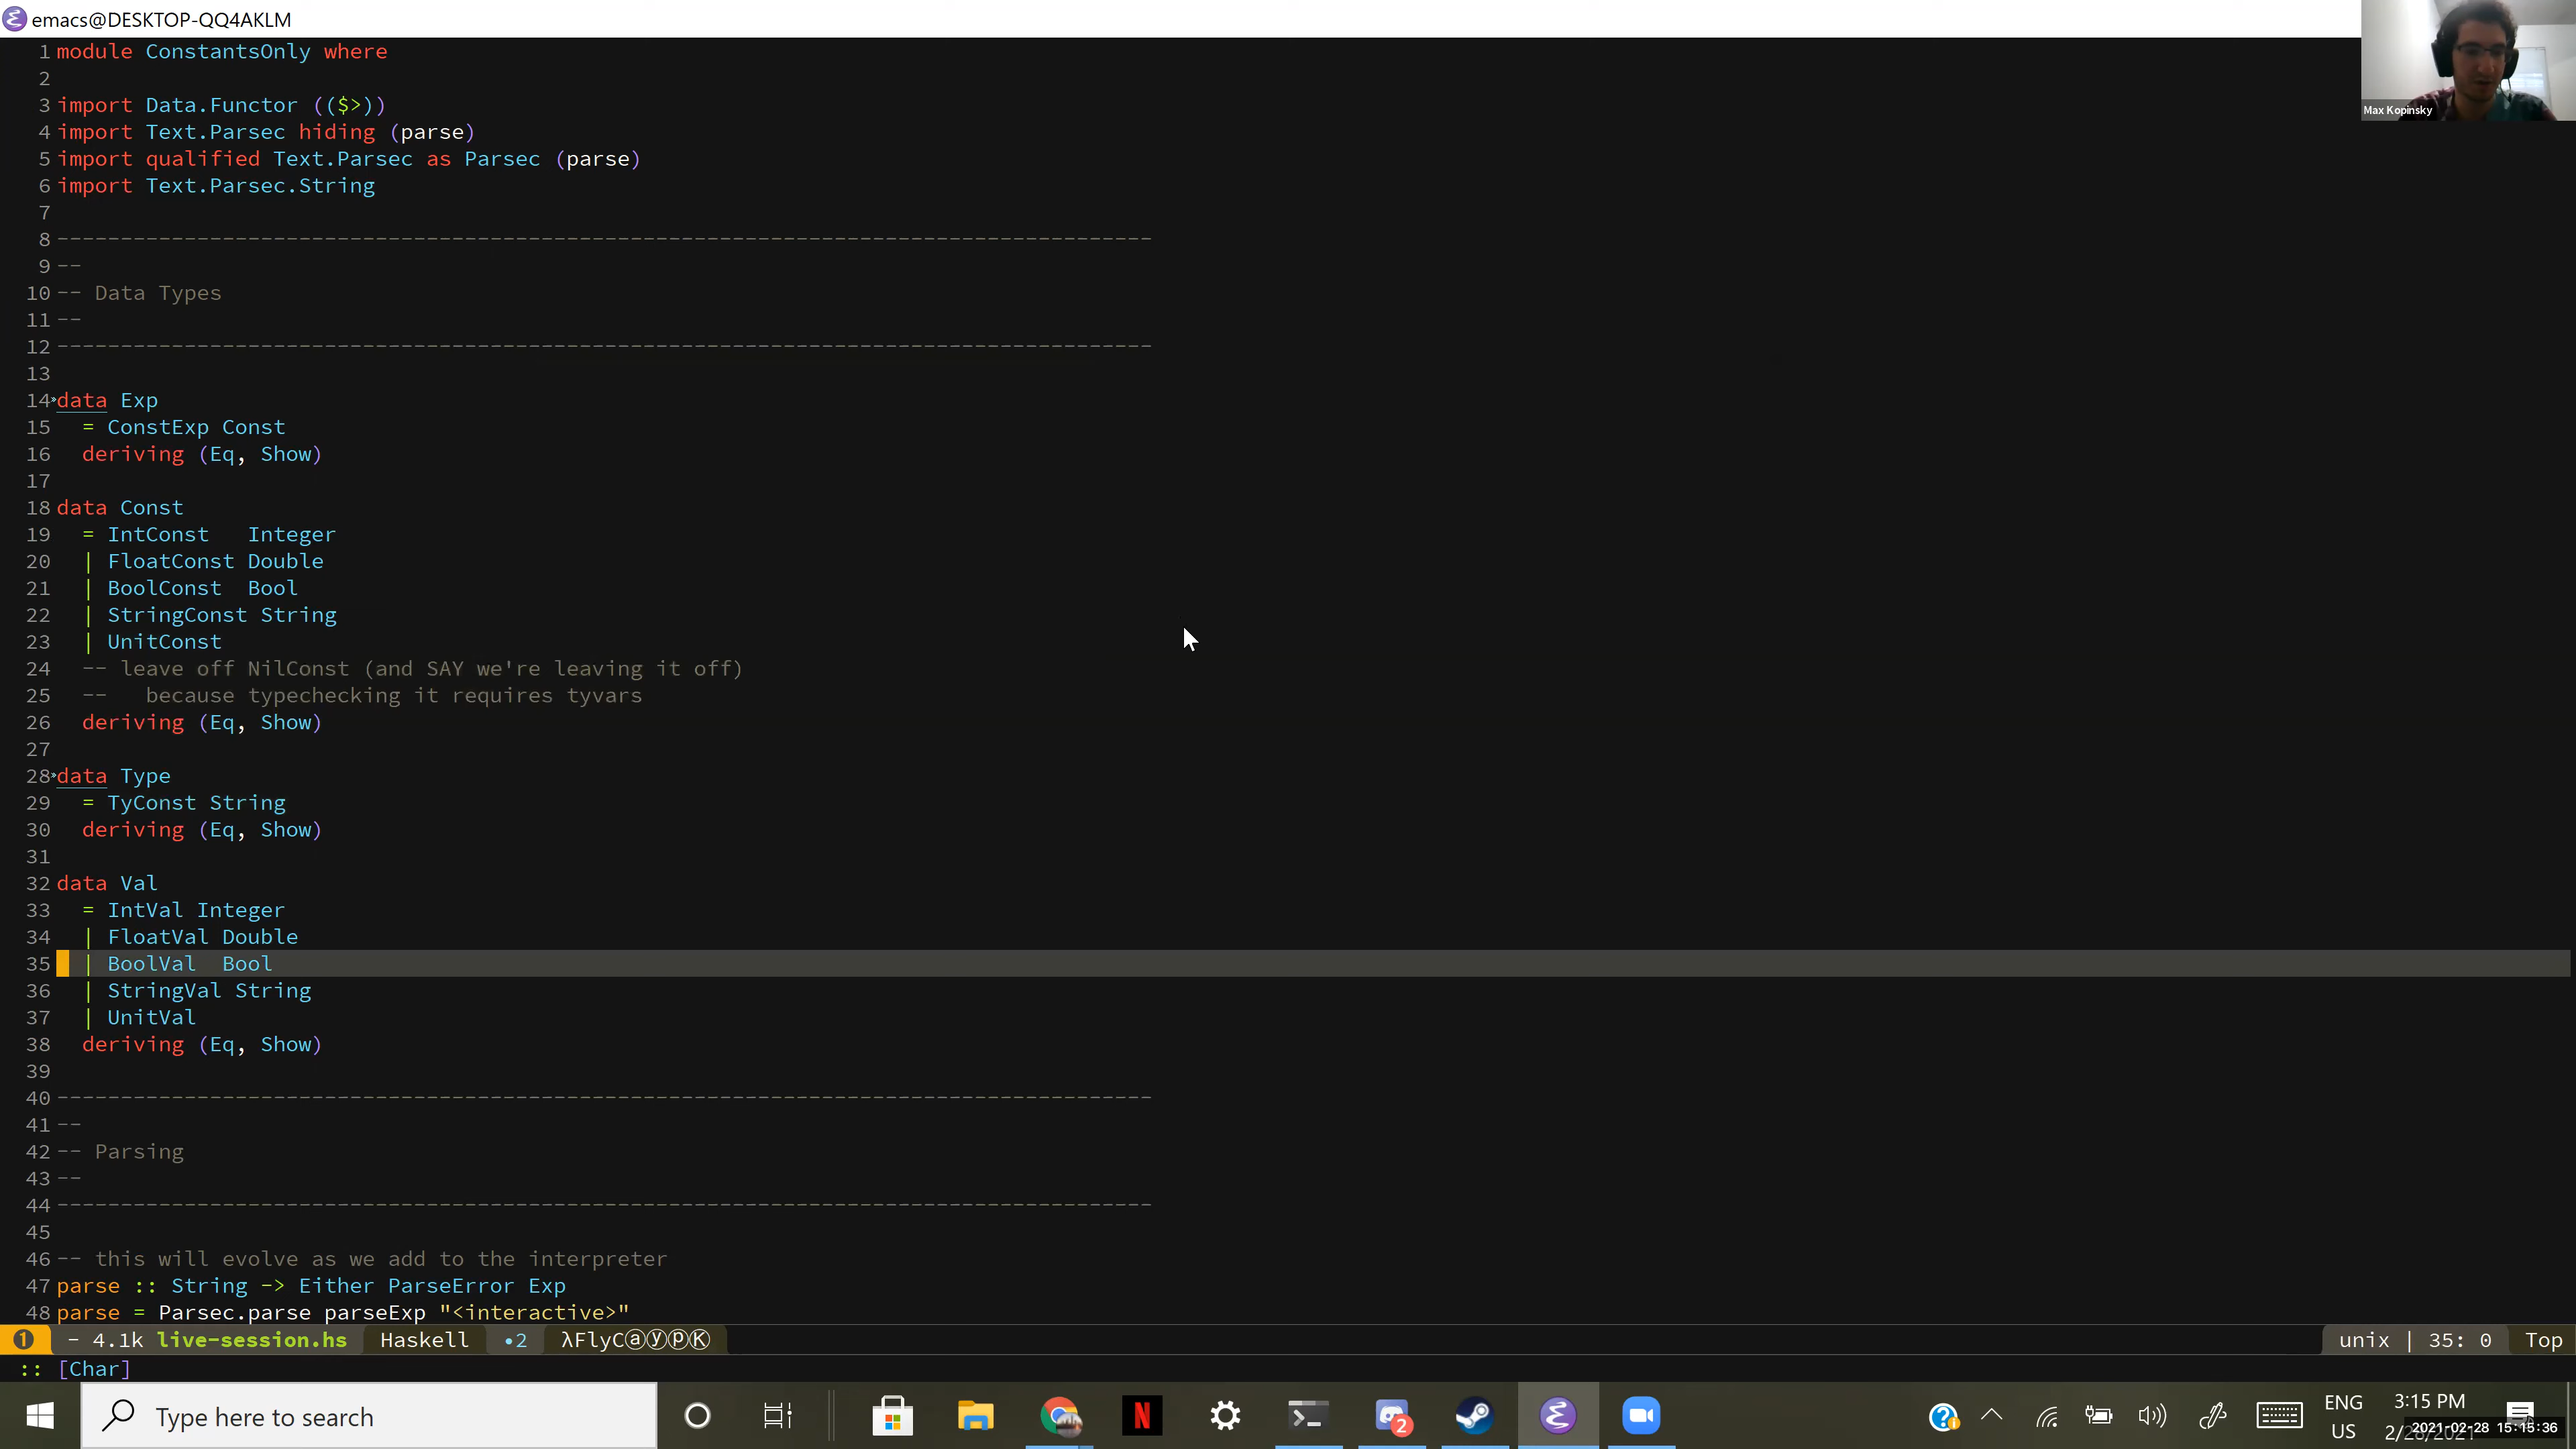 emacs@DESKTOP-QQ4AKLM
Max Kopinsky
1 module ConstantsOnly where
2
3 import Data.Functor (($>))
4 import Text.Parsec hiding (parse)
5 import qualified Text.Parsec as Parsec (parse)
6 import Text.Parsec.String
7
8 --------------------------------------------------------------------------------------
9 --
10 -- Data Types
11 --
12 --------------------------------------------------------------------------------------
13
14 data Exp
15   = ConstExp Const
16   deriving (Eq, Show)
17
18 data Const
19   = IntConst   Integer
20   | FloatConst Double
21   | BoolConst  Bool
22   | StringConst String
23   | UnitConst
24   -- leave off NilConst (and SAY we're leaving it off)
25   --   because typechecking it requires tyvars
26   deriving (Eq, Show)
27
28 data Type
29   = TyConst String
30   deriving (Eq, Show)
31
32 data Val
33   = IntVal Integer
34   | FloatVal Double
35   | BoolVal  Bool
36   | StringVal String
37   | UnitVal
38   deriving (Eq, Show)
39
40 --------------------------------------------------------------------------------------
41 --
42 -- Parsing
43 --
44 --------------------------------------------------------------------------------------
45
46 -- this will evolve as we add to the interpreter
47 parse :: String -> Either ParseError Exp
48 parse = Parsec.parse parseExp "<interactive>"
❶ - 4.1k live-session.hs Haskell •2 λFlyCⓐⓨⓟⓀ unix | 35: 0 Top
:: [Char]
Type here to search
2
ENG
US
3:15 PM
2021-02-28 15:15:36